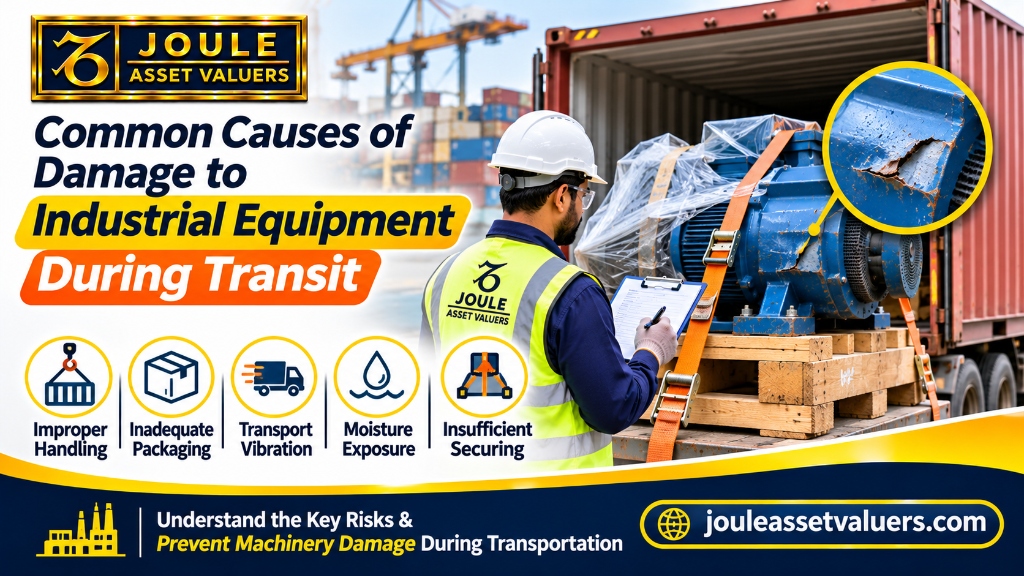 JOULE
ASSET VALUERS
Common Causes of
Damage to
Industrial Equipment
During Transit
JOULE
ASSET VALUERS
Improper
Handling
Inadequate
Packaging
Transport
Vibration
Moisture
Exposure
Insufficient
Securing
Understand the Key Risks &
Prevent Machinery Damage During Transportation
jouleassetvaluers.com